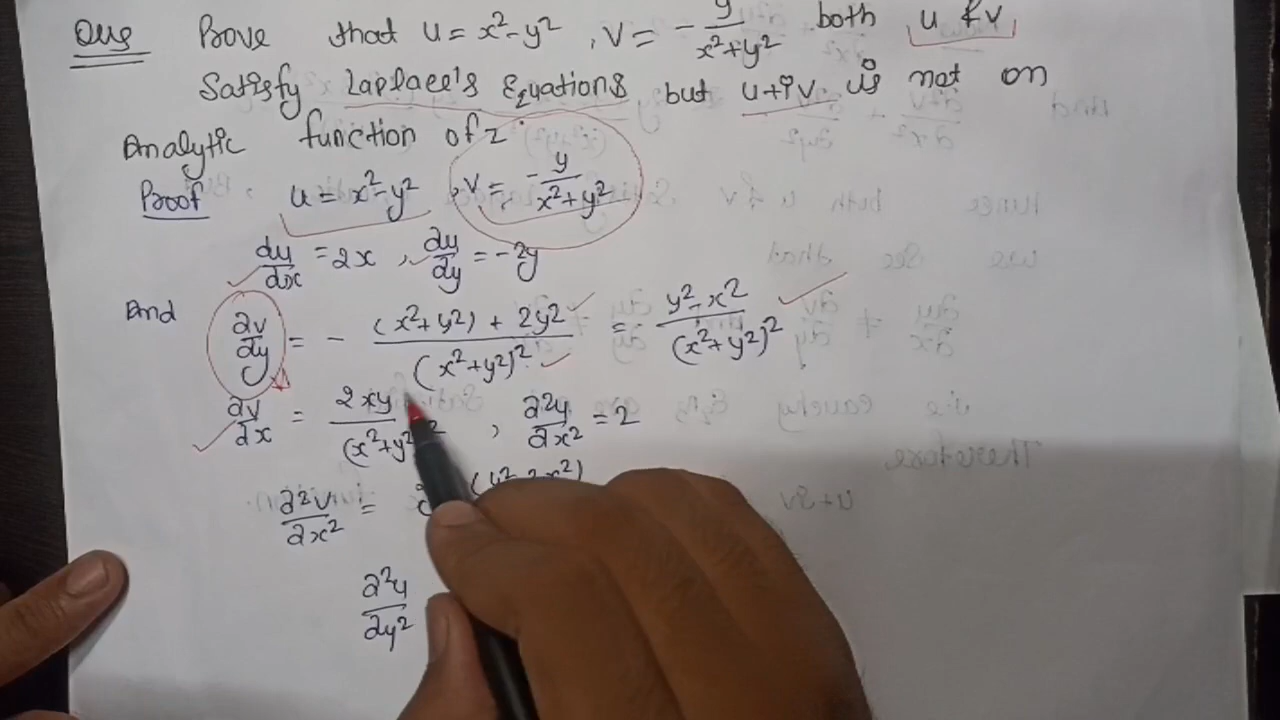 Ques Prove that u = x² - y² , v = - y/(x²+y²) both u & v
Satisfy Laplace's Equations but u+iv is not on
Analytic function of z.
Proof u = x² - y² , v = - y/(x²+y²)
∂u/∂x = 2x , ∂u/∂y = -2y
And ∂v/∂y = - (x²+y²) + 2y² / (x²+y²)² = y²-x² / (x²+y²)²
∂v/∂x = 2xy / (x²+y²)² , ∂²u/∂x² = 2
∂²v/∂x² =
∂²u/∂y²